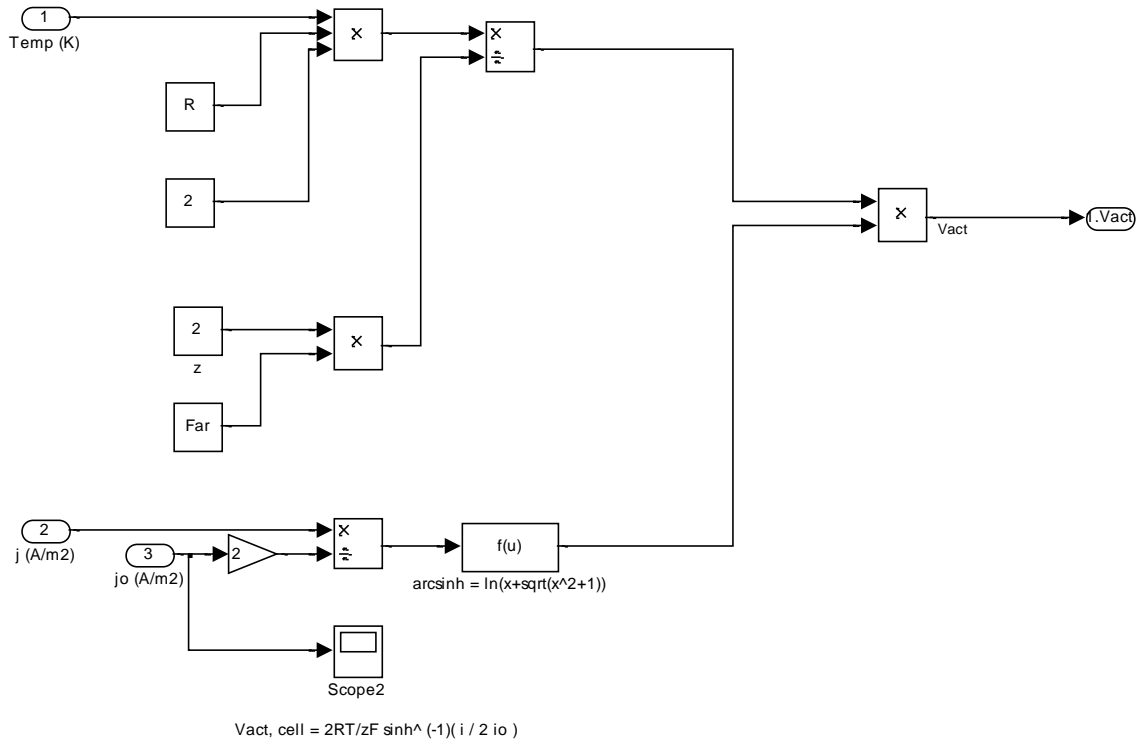 1
Temp (K)
×
×
÷
R
2
×
Vact
1.Vact
2
z
×
Far
2
j (A/m2)
3
jo (A/m2)
2
×
÷
f(u)
arcsinh = ln(x+sqrt(x^2+1))
Scope2
Vact, cell = 2RT/zF sinh^ (-1)( i / 2 io )